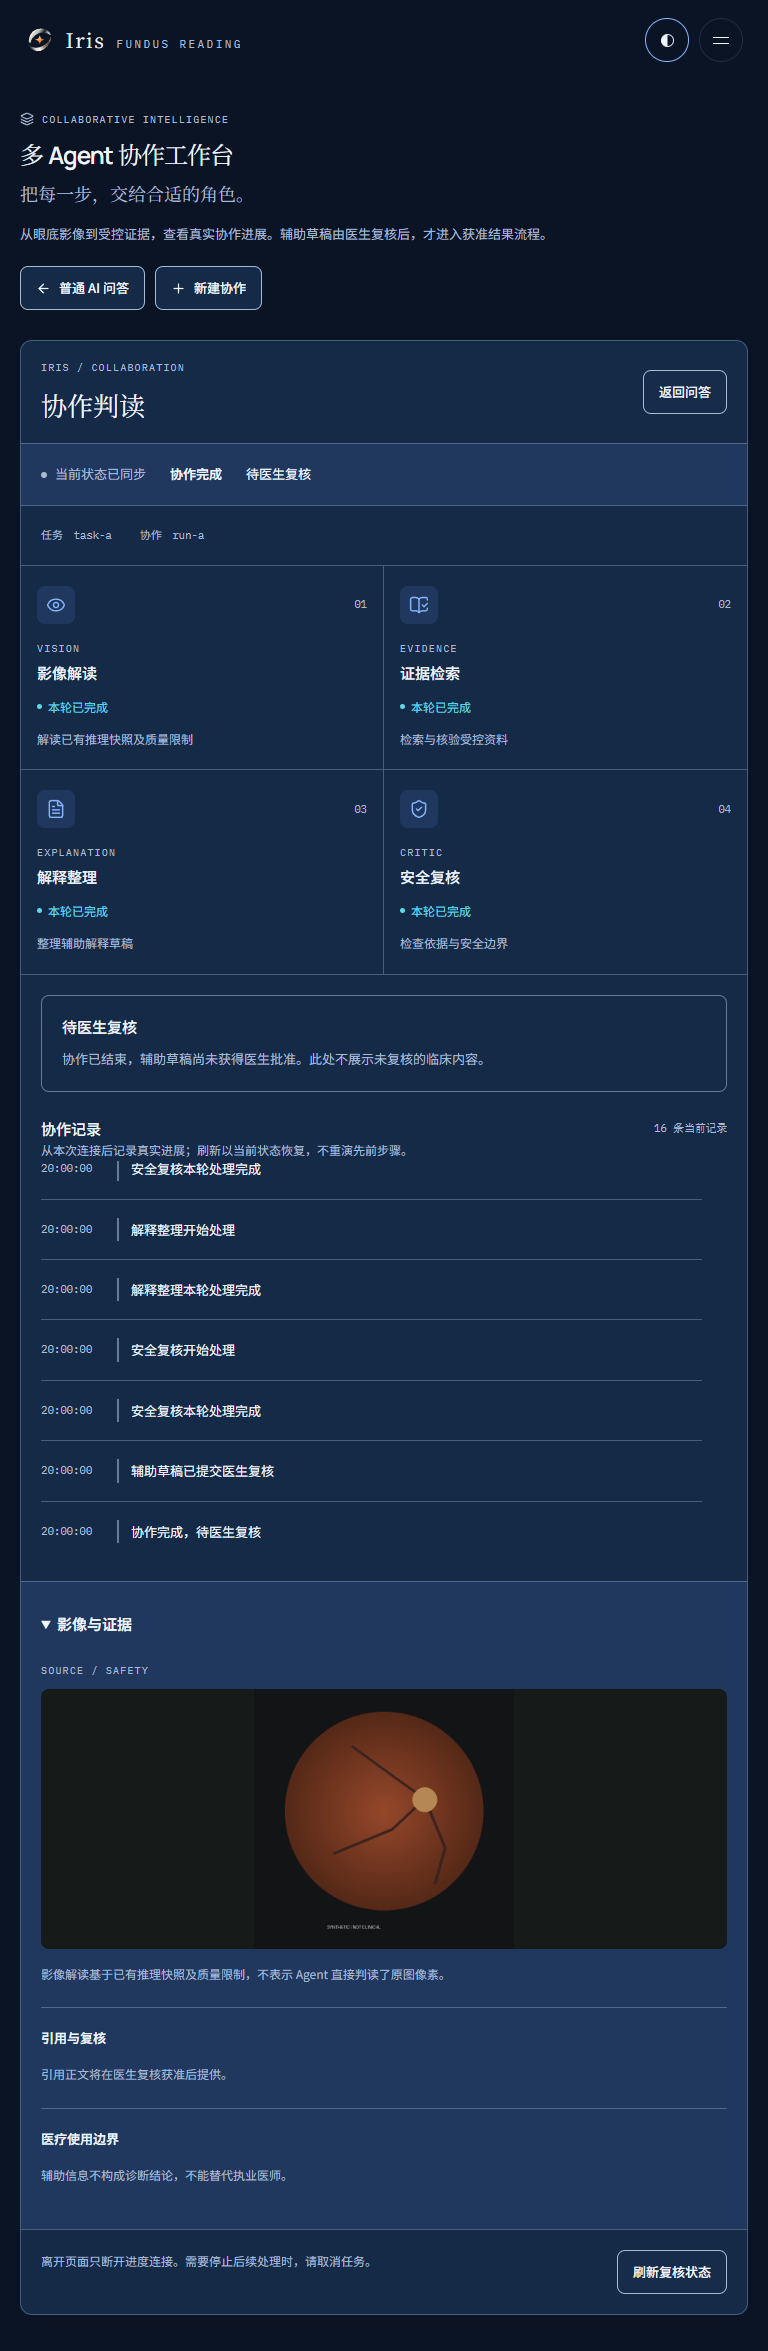 Iris FUNDUS READING
COLLABORATIVE INTELLIGENCE
多 Agent 协作工作台
把每一步，交给合适的角色。
从眼底影像到受控证据，查看真实协作进展。辅助草稿由医生复核后，才进入获准结果流程。
普通 AI 问答
新建协作
IRIS / COLLABORATION
协作判读
返回问答
当前状态已同步 协作完成 待医生复核
任务 task-a 协作 run-a
01
VISION
影像解读
本轮已完成
解读已有推理快照及质量限制
02
EVIDENCE
证据检索
本轮已完成
检索与核验受控资料
03
EXPLANATION
解释整理
本轮已完成
整理辅助解释草稿
04
CRITIC
安全复核
本轮已完成
检查依据与安全边界
待医生复核
协作已结束，辅助草稿尚未获得医生批准。此处不展示未复核的临床内容。
协作记录
16 条当前记录
从本次连接后记录真实进展；刷新以当前状态恢复，不重演先前步骤。
20:00:00 安全复核本轮处理完成
20:00:00 解释整理开始处理
20:00:00 解释整理本轮处理完成
20:00:00 安全复核开始处理
20:00:00 安全复核本轮处理完成
20:00:00 辅助草稿已提交医生复核
20:00:00 协作完成，待医生复核
影像与证据
SOURCE / SAFETY
SYNTHETIC / NOT CLINICAL
影像解读基于已有推理快照及质量限制，不表示 Agent 直接判读了原图像素。
引用与复核
引用正文将在医生复核获准后提供。
医疗使用边界
辅助信息不构成诊断结论，不能替代执业医师。
离开页面只断开进度连接。需要停止后续处理时，请取消任务。
刷新复核状态